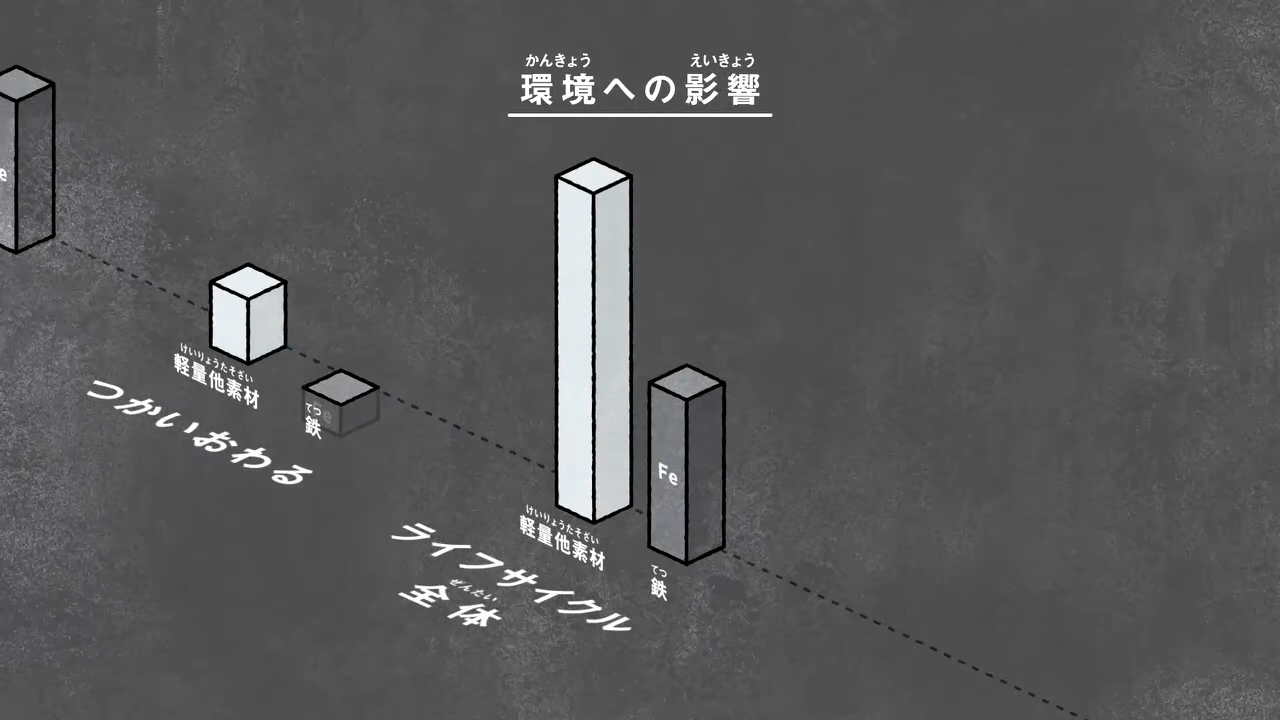 かんきょう えいきょう
環境への影響
e
けいりょうたそざい
軽量他素材
てつ
鉄
つかいおわる
Fe
けいりょうたそざい
軽量他素材
てつ
鉄
ライフサイクル
ぜんたい
全体